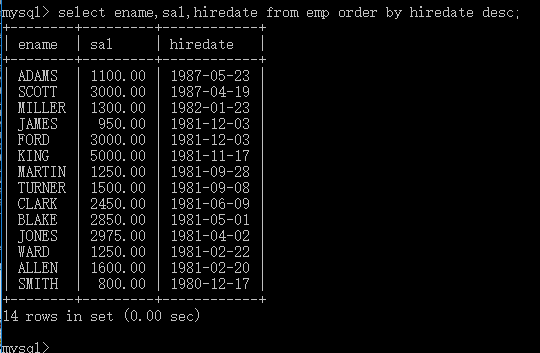 mysql> select ename,sal,hiredate from emp order by hiredate desc;
+--------+---------+------------+
| ename  | sal     | hiredate   |
+--------+---------+------------+
| ADAMS  | 1100.00 | 1987-05-23 |
| SCOTT  | 3000.00 | 1987-04-19 |
| MILLER | 1300.00 | 1982-01-23 |
| JAMES  |  950.00 | 1981-12-03 |
| FORD   | 3000.00 | 1981-12-03 |
| KING   | 5000.00 | 1981-11-17 |
| MARTIN | 1250.00 | 1981-09-28 |
| TURNER | 1500.00 | 1981-09-08 |
| CLARK  | 2450.00 | 1981-06-09 |
| BLAKE  | 2850.00 | 1981-05-01 |
| JONES  | 2975.00 | 1981-04-02 |
| WARD   | 1250.00 | 1981-02-22 |
| ALLEN  | 1600.00 | 1981-02-20 |
| SMITH  |  800.00 | 1980-12-17 |
+--------+---------+------------+
14 rows in set (0.00 sec)
mysql>